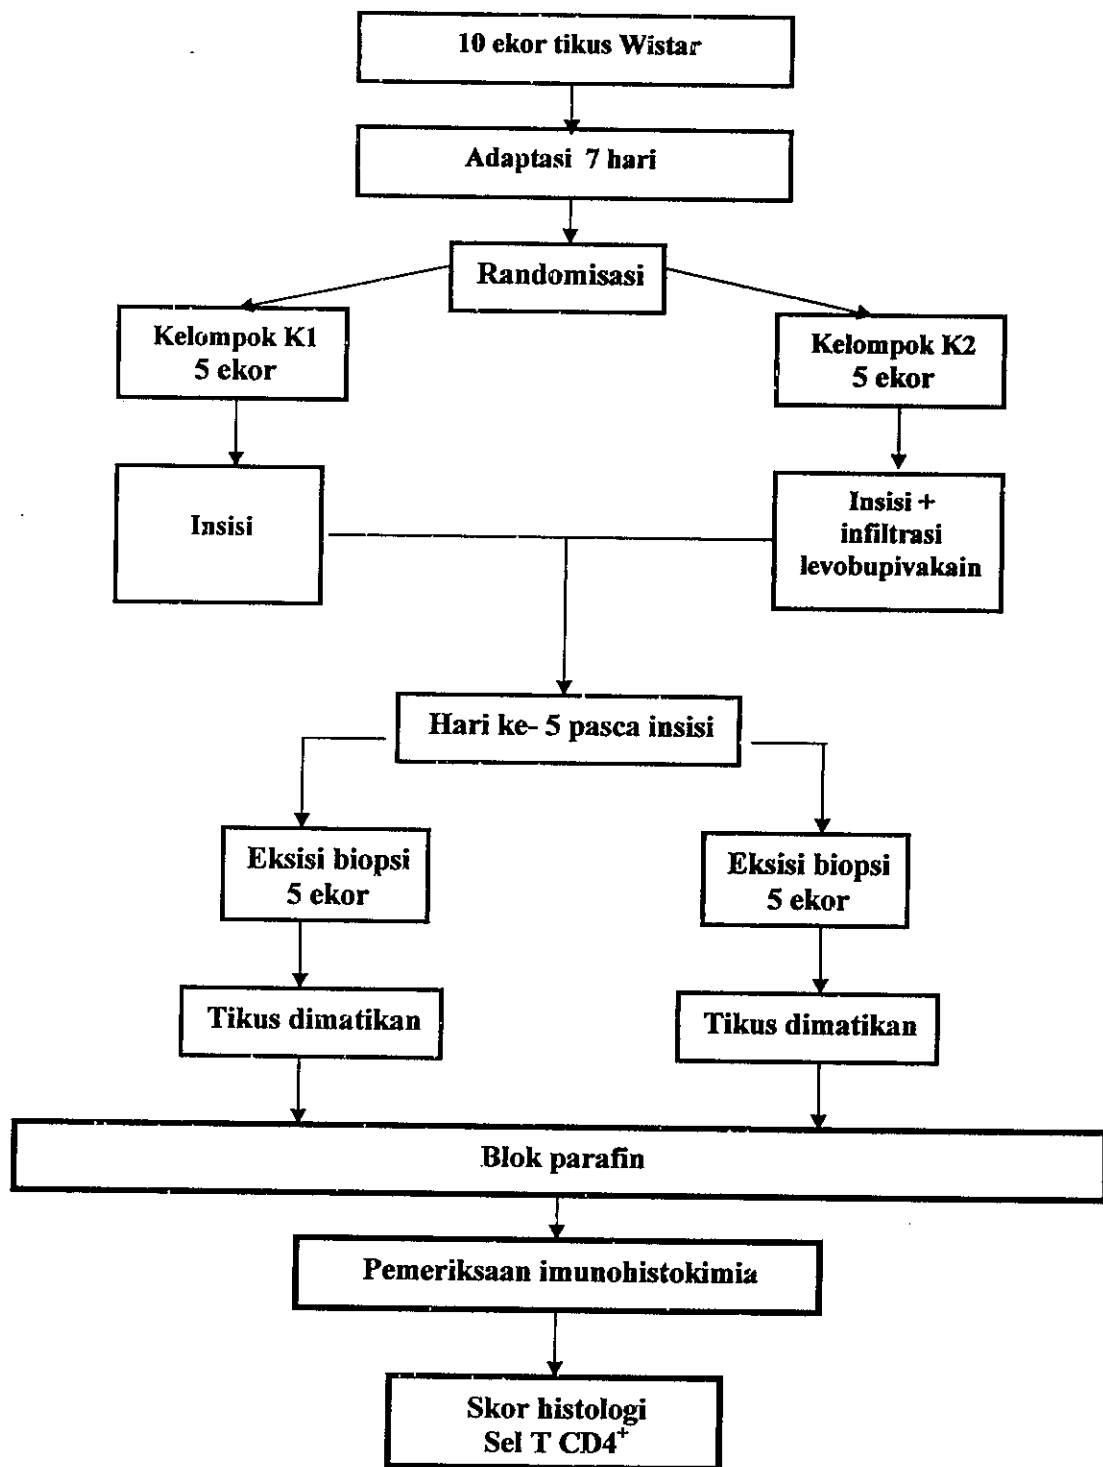 10 ekor tikus Wistar
Adaptasi 7 hari
Randomisasi
Kelompok K1
5 ekor
Kelompok K2
5 ekor
Insisi
Insisi +
infiltrasi
levobupivakain
Hari ke- 5 pasca insisi
Eksisi biopsi
5 ekor
Eksisi biopsi
5 ekor
Tikus dimatikan
Tikus dimatikan
Blok parafin
Pemeriksaan imunohistokimia
Skor histologi
Sel T CD4⁺